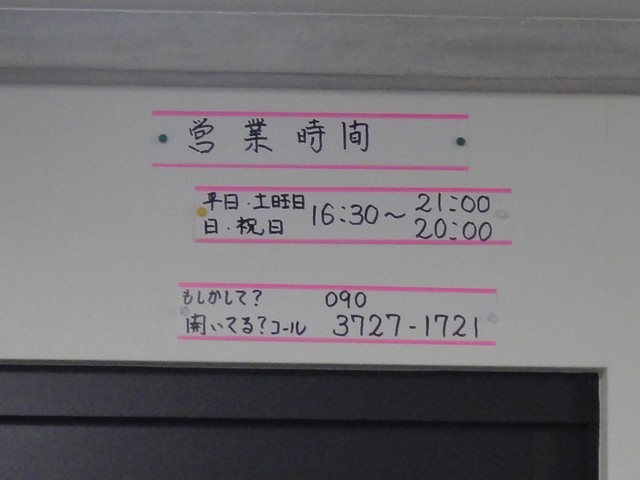 営業時間
平日・土旺日 16:30〜21:00
日・祝日 20:00
もしかして? 090
開いてる?コール 3727-1721